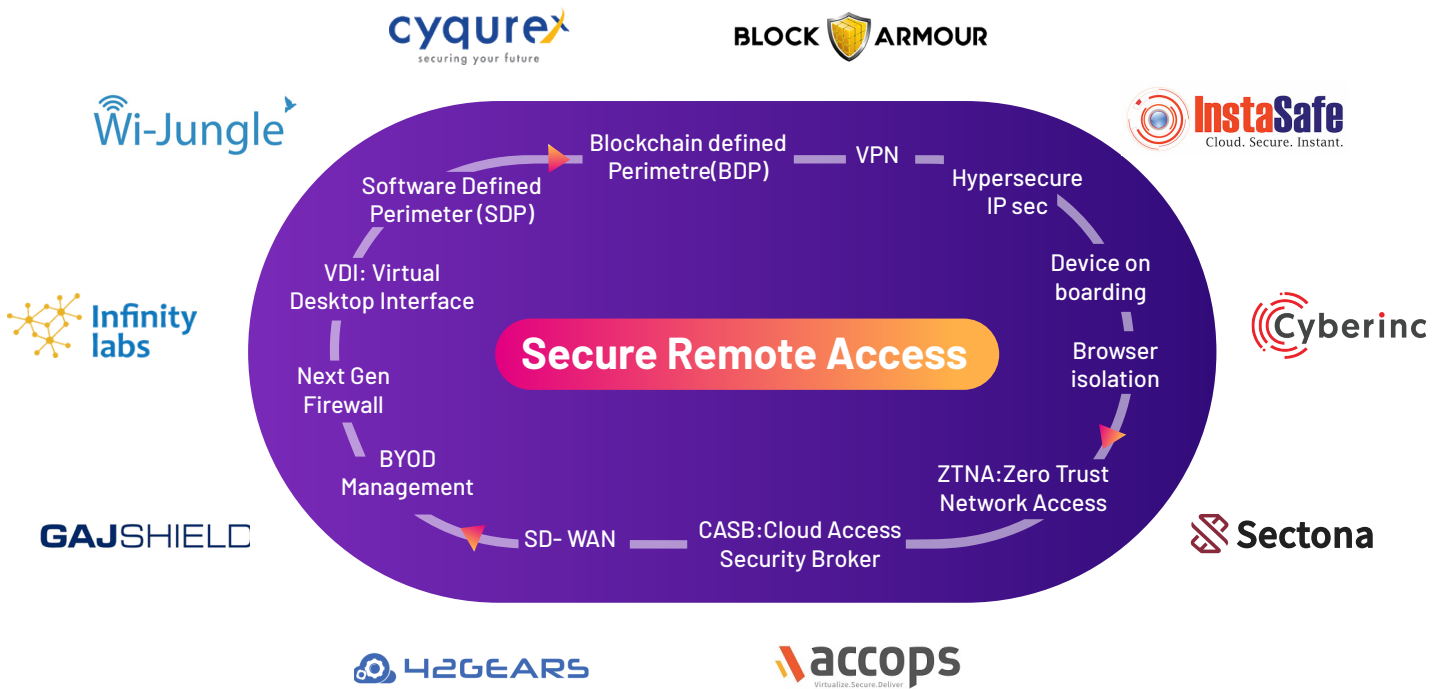 cyqurex
securing your future
BLOCK ARMOUR
Wi-Jungle
InstaSafe
Cloud. Secure. Instant.
Blockchain defined
Perimetre(BDP)
VPN
Hypersecure
IP sec
Software Defined
Perimeter (SDP)
Device on
boarding
VDI: Virtual
Desktop Interface
Infinity
labs
Secure Remote Access
Cyberinc
Browser
isolation
Next Gen
Firewall
BYOD
Management
ZTNA:Zero Trust
Network Access
GAJSHIELD
SD- WAN
CASB:Cloud Access
Security Broker
Sectona
42GEARS
accops
Virtualize.Secure.Deliver